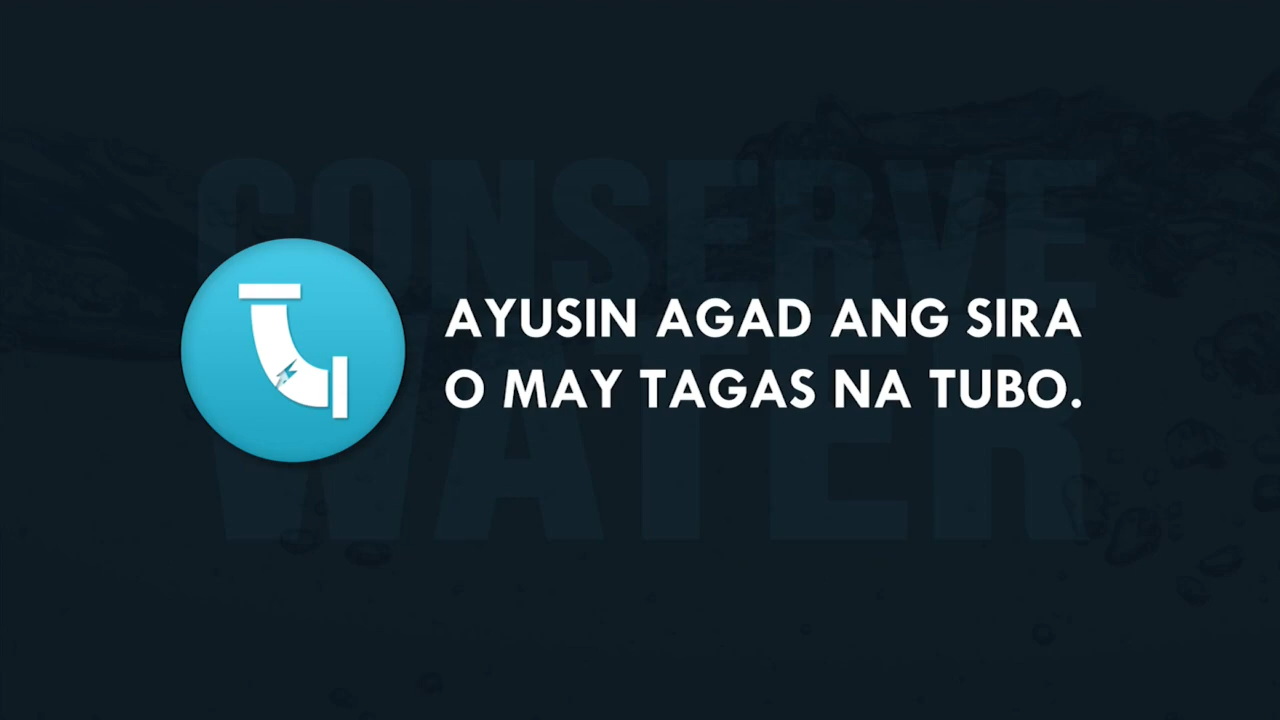 CONSERVE
AYUSIN AGAD ANG SIRA
O MAY TAGAS NA TUBO.
WATER